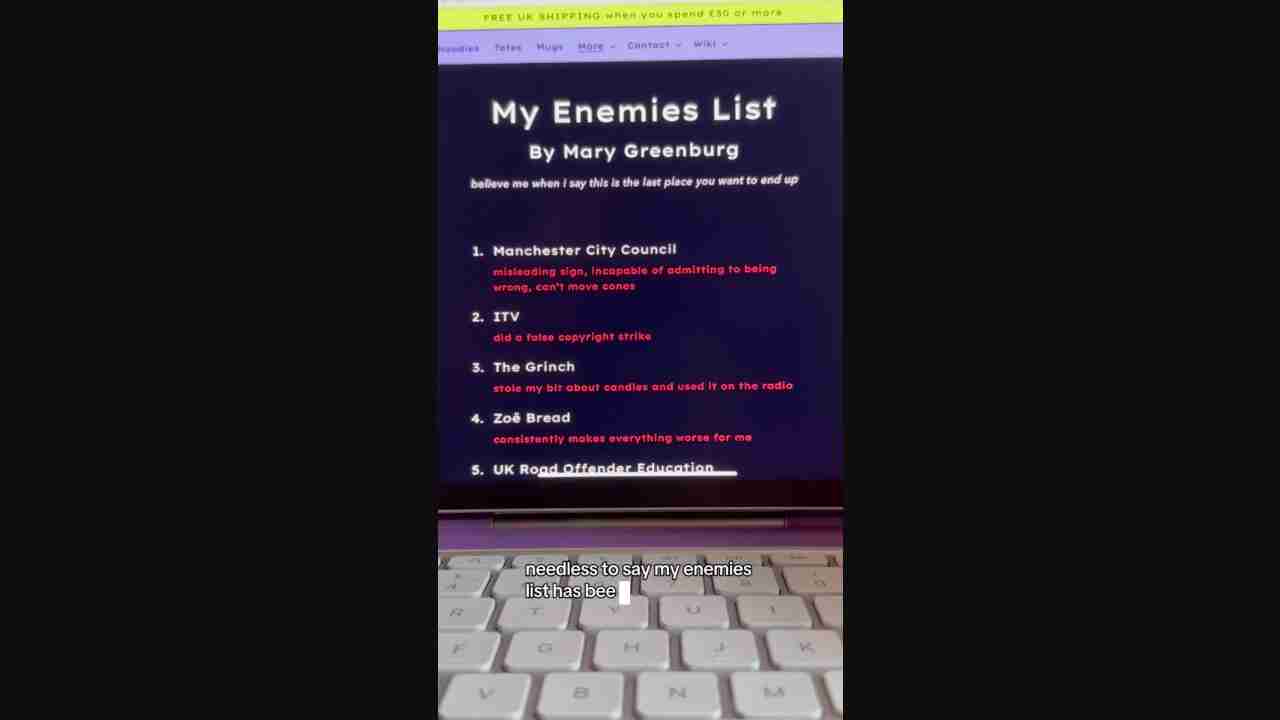 FREE UK SHIPPING when you spend £50 or more
Hoodies Totes Mugs More Contact Wiki
My Enemies List
By Mary Greenburg
believe me when i say this is the last place you want to end up
1. Manchester City Council
misleading sign, incapable of admitting to being
wrong, can't move cones
2. ITV
did a false copyright strike
3. The Grinch
stole my bit about candles and used it on the radio
4. Zoë Bread
consistently makes everything worse for me
5. UK Road Offender Education
needless to say my enemies
list has bee
R T Y U I
F G H J K
V B N M